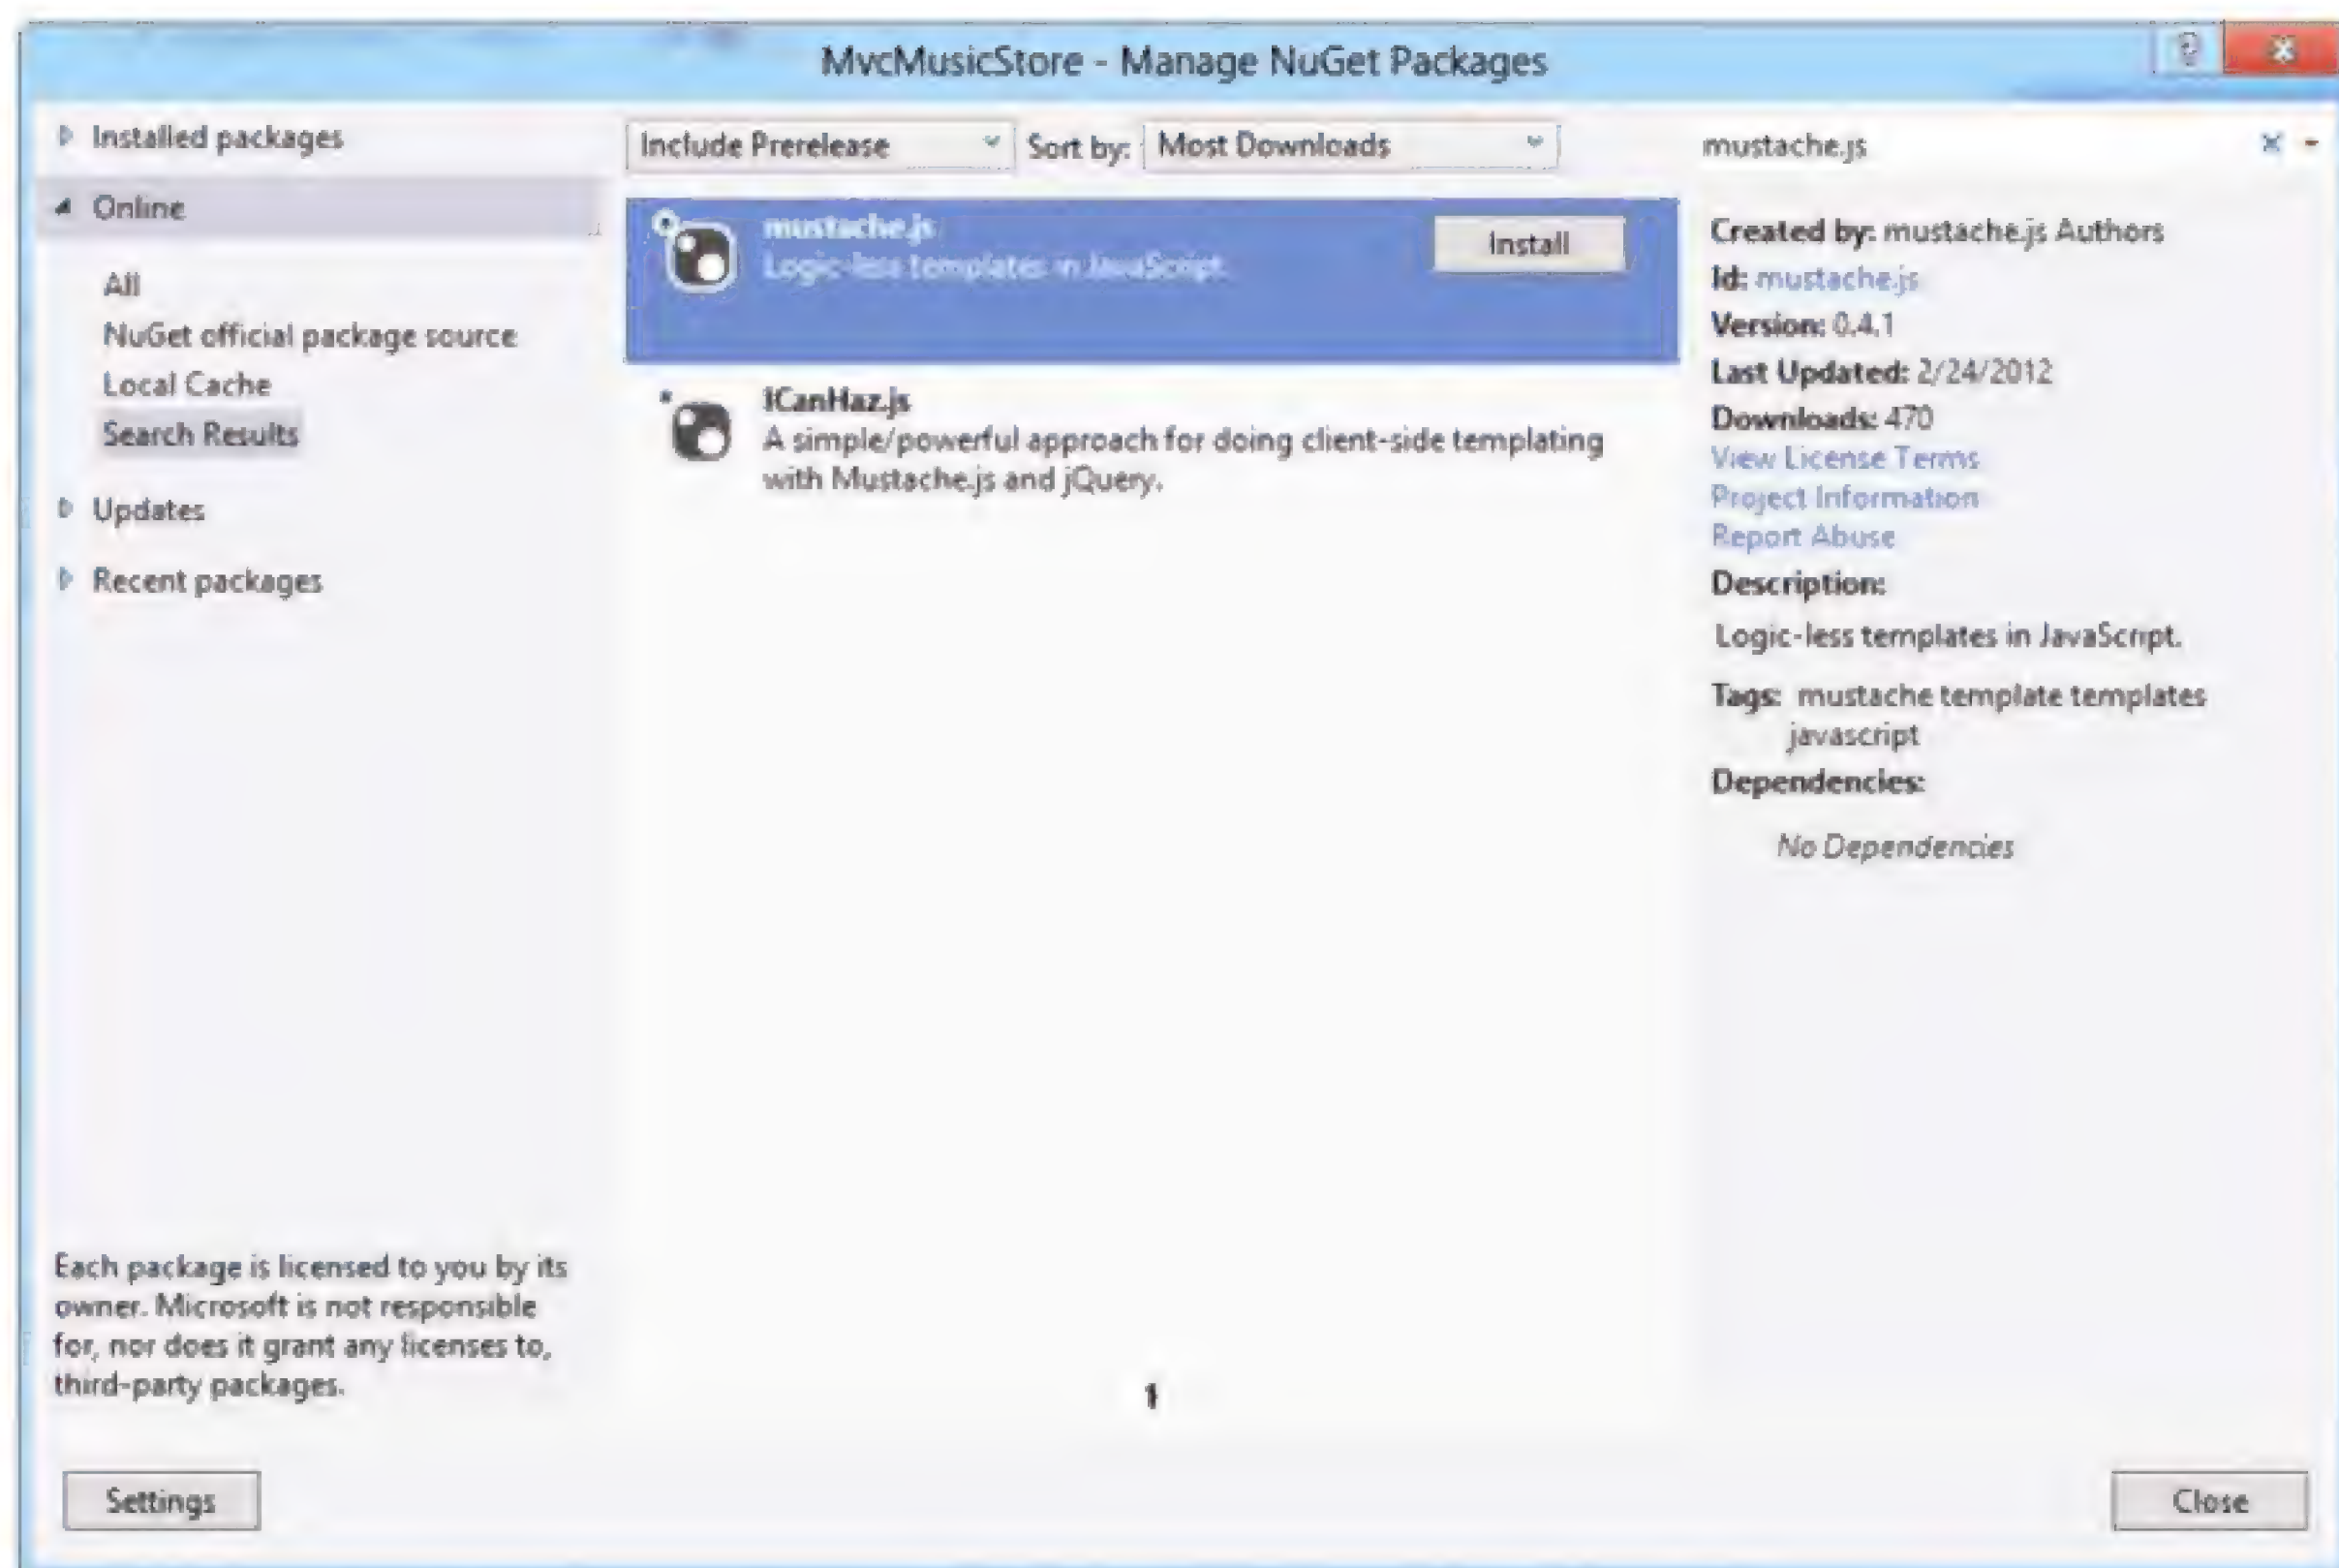 MvcMusicStore - Manage NuGet Packages
Installed packages
Online
All
NuGet official package source
Local Cache
Search Results
Updates
Recent packages
Each package is licensed to you by its
owner. Microsoft is not responsible
for, nor does it grant any licenses to,
third-party packages.
Settings
Include Prerelease Sort by: Most Downloads
mustache.js
Logic-less templates in JavaScript.
Install
ICanHaz.js
A simple/powerful approach for doing client-side templating
with Mustache.js and jQuery.
1
mustache.js
Created by: mustache.js Authors
Id: mustache.js
Version: 0.4.1
Last Updated: 2/24/2012
Downloads: 470
View License Terms
Project Information
Report Abuse
Description:
Logic-less templates in JavaScript.
Tags: mustache template templates
javascript
Dependencies:
No Dependencies
Close